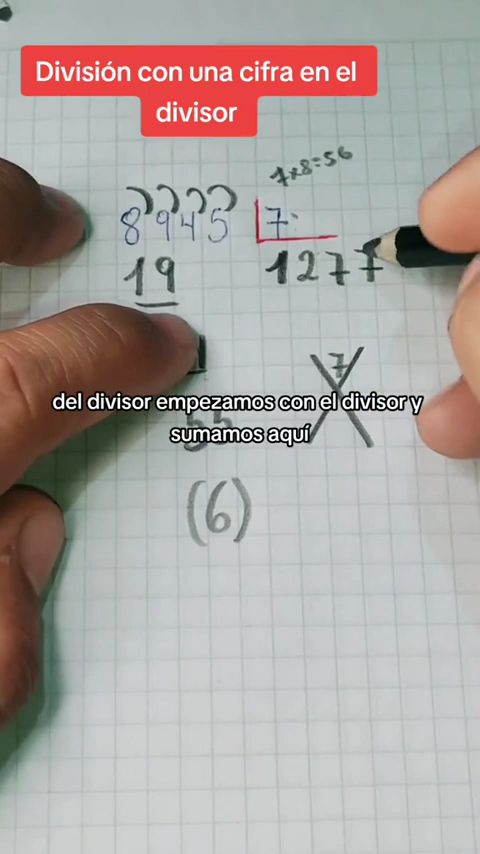 División con una cifra en el
divisor
7x8=56
8945 7
19 1277
7
del divisor empezamos con el divisor y
sumamos aquí
(6)